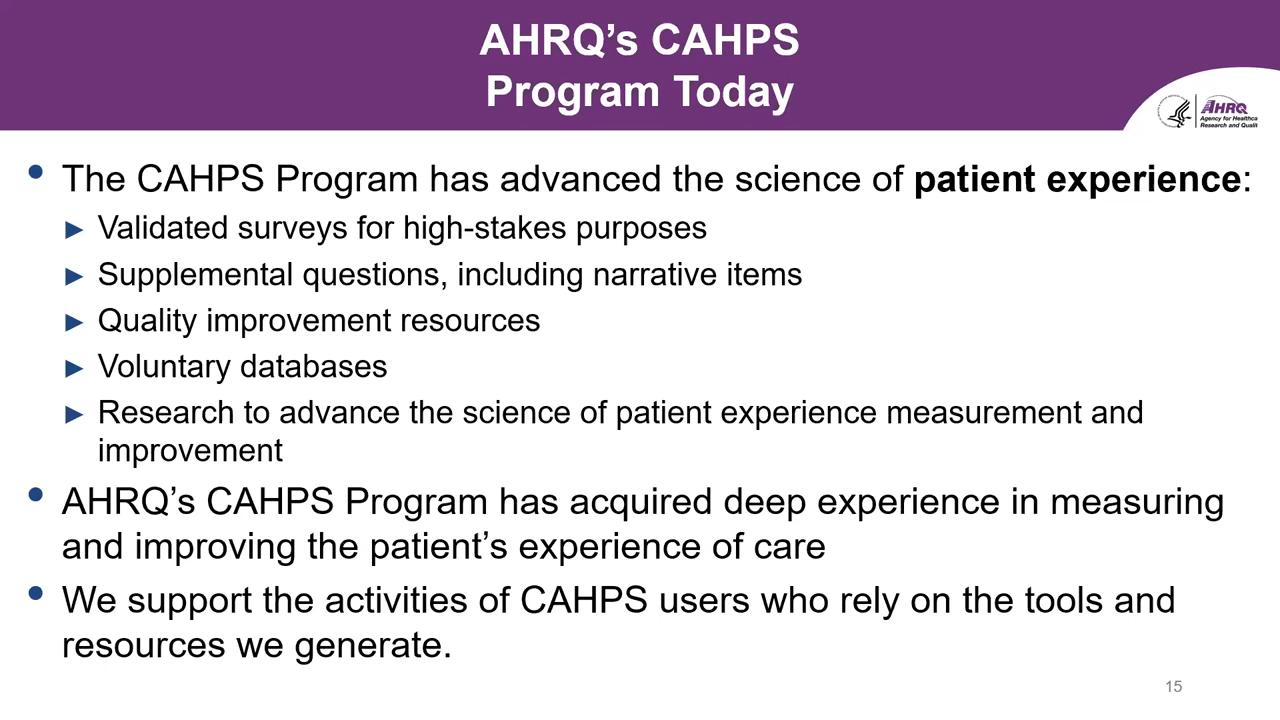 AHRQ's CAHPS
Program Today
AHRQ
Agency for Healthca
Research and Qualit
• The CAHPS Program has advanced the science of patient experience:
► Validated surveys for high-stakes purposes
► Supplemental questions, including narrative items
► Quality improvement resources
► Voluntary databases
► Research to advance the science of patient experience measurement and
improvement
• AHRQ's CAHPS Program has acquired deep experience in measuring
and improving the patient's experience of care
• We support the activities of CAHPS users who rely on the tools and
resources we generate.
15